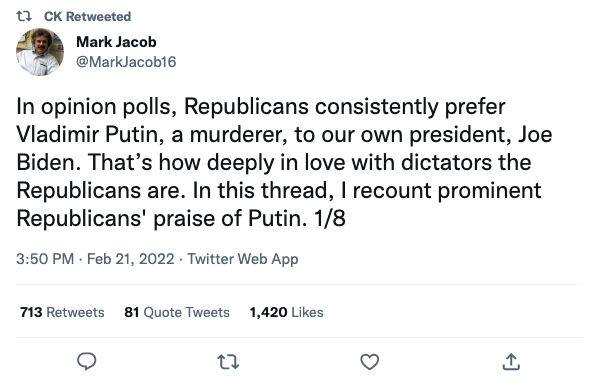 CK Retweeted
Mark Jacob
@MarkJacob16
In opinion polls, Republicans consistently prefer
Vladimir Putin, a murderer, to our own president, Joe
Biden. That’s how deeply in love with dictators the
Republicans are. In this thread, I recount prominent
Republicans' praise of Putin. 1/8
3:50 PM · Feb 21, 2022 · Twitter Web App
713 Retweets 81 Quote Tweets 1,420 Likes